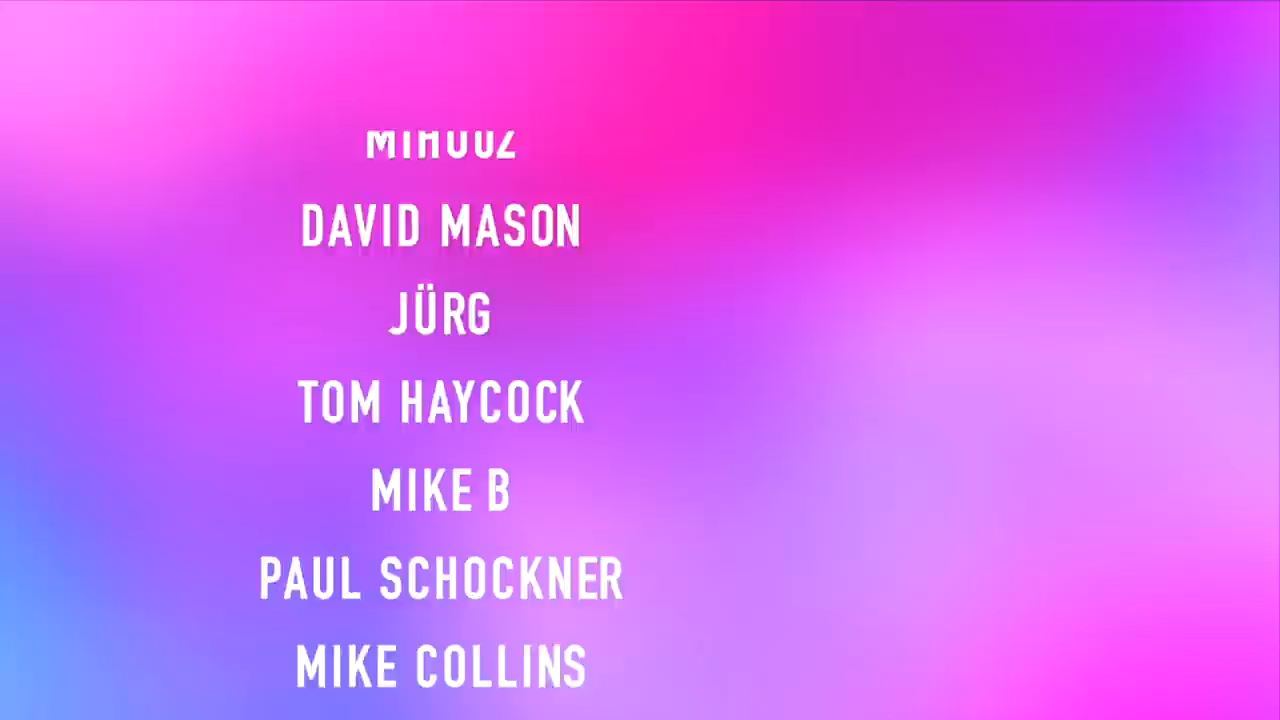 DAVID MASON
JÜRG
TOM HAYCOCK
MIKE B
PAUL SCHOCKNER
MIKE COLLINS